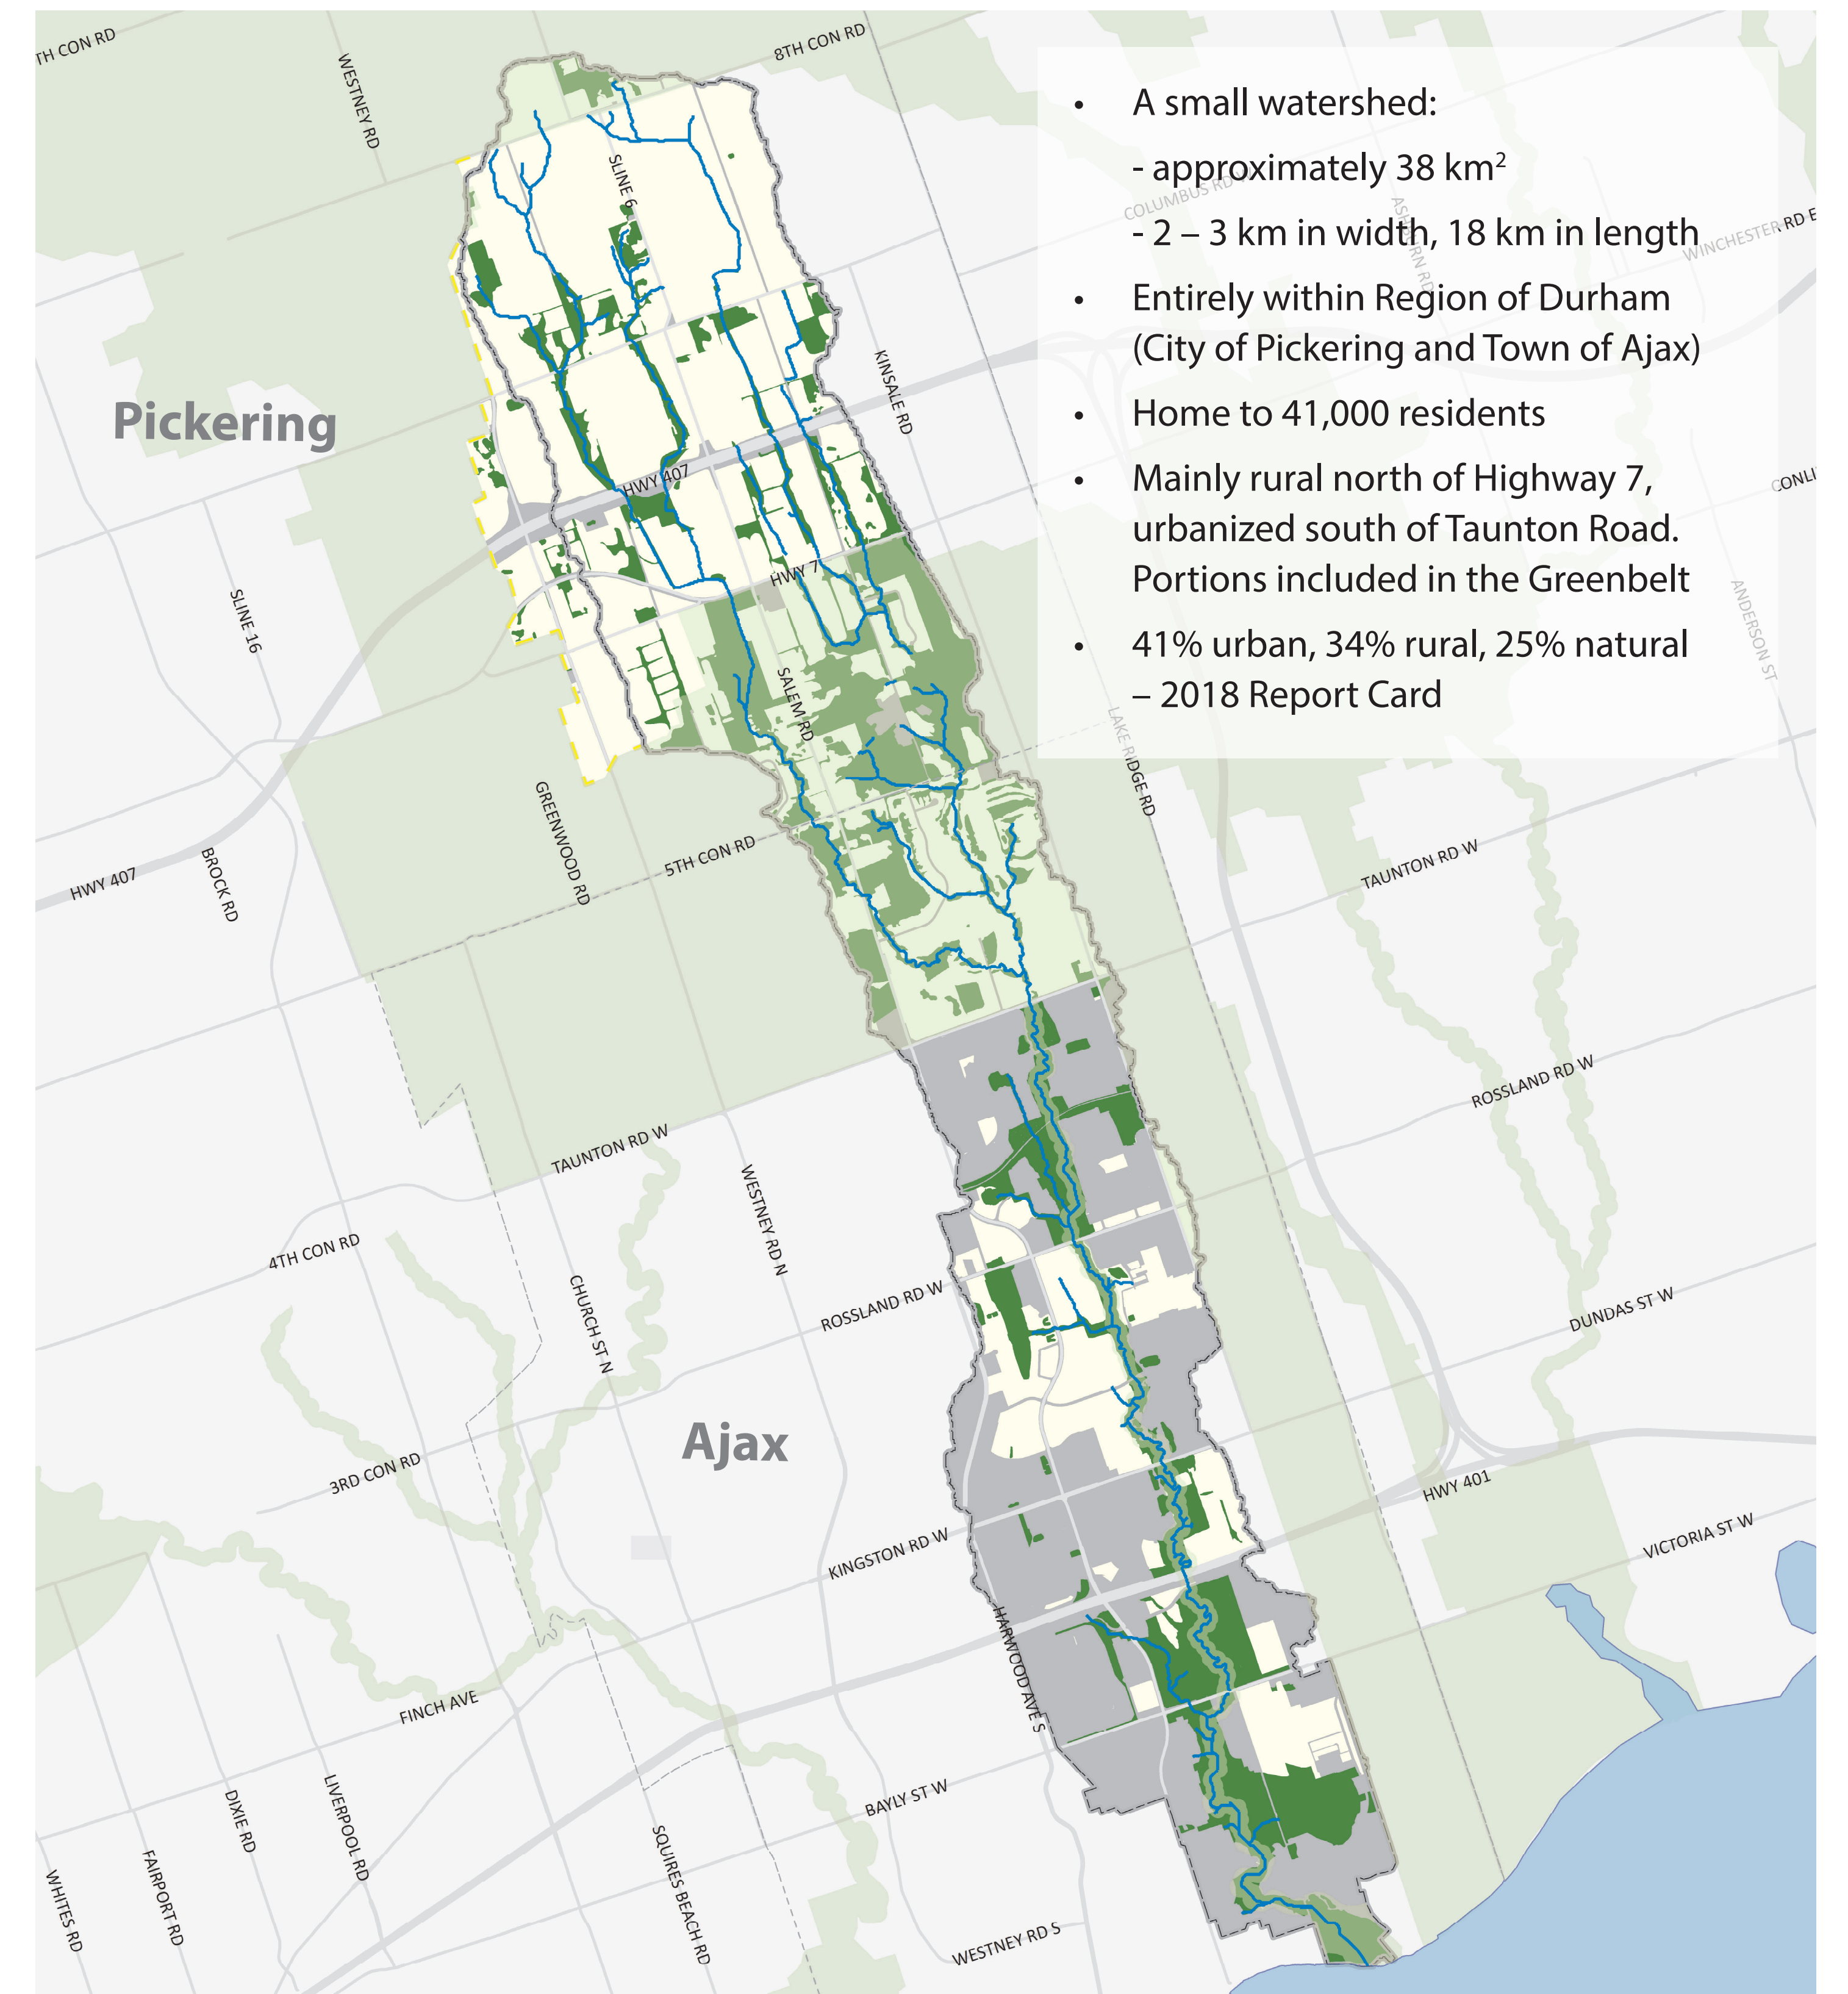 TH CON RD
WESTNEY RD
8TH CON RD
SLINE 6
• A small watershed:
- approximately 38 km²
COLUMBUS RD W
- 2 – 3 km in width, 18 km in length
ASHBURN RD
WINCHESTER RD E
• Entirely within Region of Durham
(City of Pickering and Town of Ajax)
KINSALE RD
• Home to 41,000 residents
Pickering
• Mainly rural north of Highway 7,
urbanized south of Taunton Road.
Portions included in the Greenbelt
CONLI
HWY 407
HWY 7
SLINE 16
ANDERSON ST
• 41% urban, 34% rural, 25% natural
– 2018 Report Card
SALEM RD
LAKE RIDGE RD
GREENWOOD RD
5TH CON RD
HWY 407
BROCK RD
TAUNTON RD W
ROSSLAND RD W
TAUNTON RD W
WESTNEY RD N
4TH CON RD
CHURCH ST N
ROSSLAND RD W
DUNDAS ST W
Ajax
3RD CON RD
HWY 401
KINGSTON RD W
VICTORIA ST W
HARWOOD AVE S
FINCH AVE
BAYLY ST W
DIXIE RD
LIVERPOOL RD
SQUIRES BEACH RD
WHITES RD
FAIRPORT RD
WESTNEY RD S